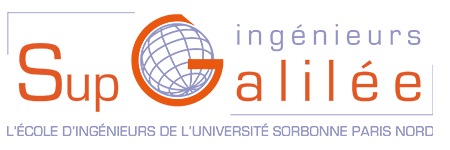 ingénieurs
Sup Galilée
L'ÉCOLE D'INGÉNIEURS DE L'UNIVERSITÉ SORBONNE PARIS NORD